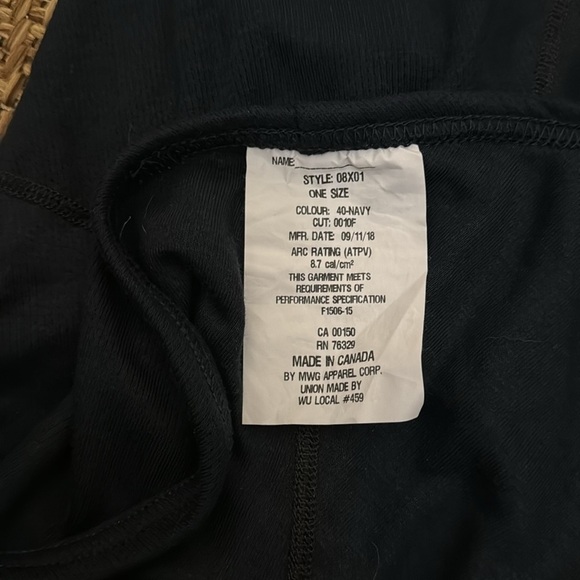 NAME
STYLE: 08X01
ONE SIZE
COLOUR: 40-NAVY
CUT: 0010F
MFR. DATE: 09/11/18
ARC RATING (ATPV)
8.7 cal/cm²
THIS GARMENT MEETS
REQUIREMENTS OF
PERFORMANCE SPECIFICATION
F1506-15
CA 00150
RN 76329
MADE IN CANADA
BY MWG APPAREL CORP.
UNION MADE BY
WU LOCAL #459